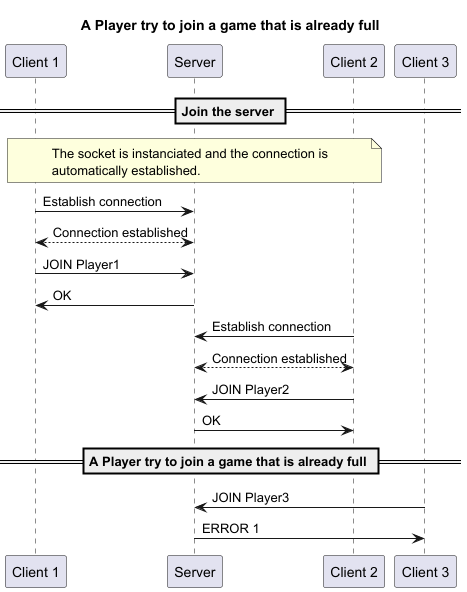 A Player try to join a game that is already full
Client 1 Server Client 2 Client 3
Join the server
The socket is instanciated and the connection is
automatically established.
Establish connection
Connection established
JOIN Player1
OK
Establish connection
Connection established
JOIN Player2
OK
A Player try to join a game that is already full
JOIN Player3
ERROR 1
Client 1 Server Client 2 Client 3